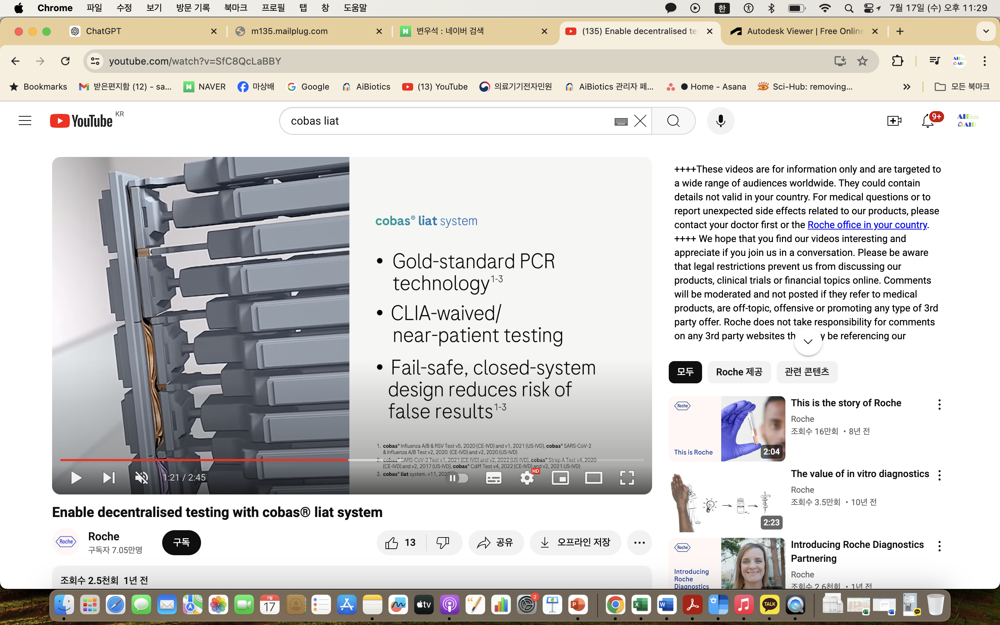 Chrome 파일 수정 보기 방문 기록 북마크 프로필 탭 창 도움말 한 7월 17일 (수) 오후 11:29
ChatGPT m135.mailplug.com N 변우석 : 네이버 검색 (135) Enable decentralised te Autodesk Viewer | Free Online
youtube.com/watch?v=SfC8QcLaBBY
Bookmarks 받은편지함 (12) - sa... N NAVER 마상배 Google AiBiotics (13) YouTube 의료기기전자민원 AiBiotics 관리자 페... Home - Asana Sci-Hub: removing... 모든 북마크
YouTube KR
cobas liat
9+
cobas® liat system
• Gold-standard PCR
technology1-3
• CLIA-waived/
near-patient testing
• Fail-safe, closed-system
design reduces risk of
false results1-3
1. cobas® Influenza A/B & RSV Test v5, 2020 (CE-IVD) and v1, 2021 (US-IVD), cobas® SARS-CoV-2
& Influenza A/B Test v2, 2020 (CE-IVD) and v2, 2020 (US-IVD)
2. cobas® SARS-CoV-2 Test v1, 2021 (CE-IVD) and v2, 2022 (US-IVD), cobas® Strep A Test v4, 2020
(CE-IVD) and v2, 2017 (US-IVD), cobas® Cdiff Test v4, 2022 (CE-IVD) and v2, 2021 US-IVD)
3. cobas® liat system, v11,
1:21 / 2:45
HD
Enable decentralised testing with cobas® liat system
Roche
Roche
구독자 7.05만명
구독
13
공유
오프라인 저장
조회수 2.5천회 1년 전
++++These videos are for information only and are targeted to
a wide range of audiences worldwide. They could contain
details not valid in your country. For medical questions or to
report unexpected side effects related to our products, please
contact your doctor first or the Roche office in your country.
++++ We hope that you find our videos interesting and
appreciate if you join us in a conversation. Please be aware
that legal restrictions prevent us from discussing our
products, clinical trials or financial topics online. Comments
will be moderated and not posted if they refer to medical
products, are off-topic, offensive or promoting any type of 3rd
party offer. Roche does not take responsibility for comments
on any 3rd party websites th y be referencing our
모두 Roche 제공 관련 콘텐츠
Roche
This is Roche
2:04
This is the story of Roche
Roche
조회수 16만회 • 8년 전
2:23
The value of in vitro diagnostics
Roche
조회수 3.5만회 • 10년 전
Roche
Introducing
Roche
Diagnostics
Introducing Roche Diagnostics
Partnering
Roche
조회수 2.6천회 • 1년 전
7월
17
tv
2
P
X
W
TALK
XLSX